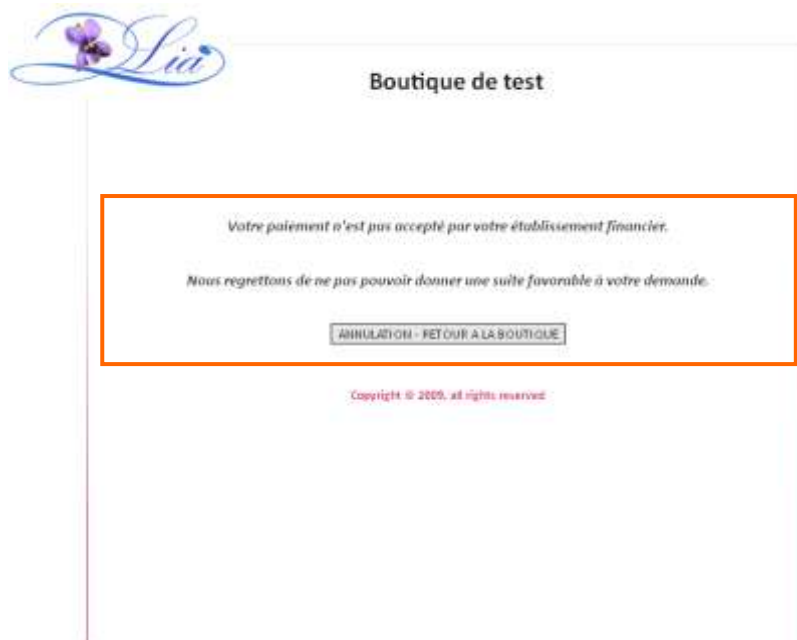 Lia
Boutique de test
Votre paiement n'est pas accepté par votre établissement financier.
Nous regrettons de ne pas pouvoir donner une suite favorable à votre demande.
ANNULATION - RETOUR A LA BOUTIQUE
Copyright © 2009, all rights reserved